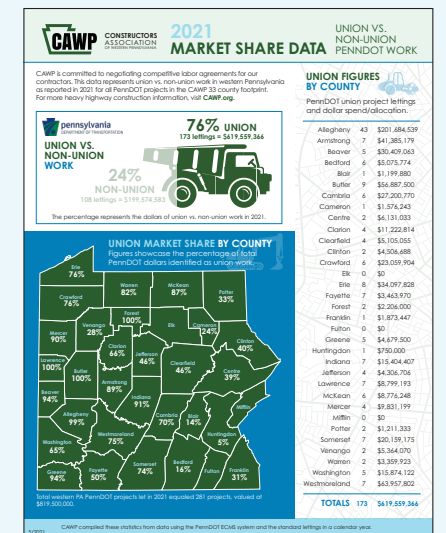 CAWP
CONSTRUCTORS
ASSOCIATION
OF WESTERN PENNSYLVANIA
2021
MARKET SHARE DATA
UNION VS.
NON-UNION
PENNDOT WORK
CAWP is committed to negotiating competitive labor agreements for our
contractors. This data represents union vs. non-union work in western Pennsylvania
as reported in 2021 for all PennDOT projects in the CAWP 33 county footprint.
For more heavy highway construction information, visit CAWP.org.
pennsylvania
DEPARTMENT OF TRANSPORTATION
UNION VS.
NON-UNION
WORK
76% UNION
173 lettings = $619,559,366
24%
NON-UNION
108 lettings = $199,574,583
The percentage represents the dollars of union vs. non-union work in 2021.
UNION MARKET SHARE BY COUNTY
Figures showcase the percentage of total
PennDOT dollars identified as union work.
Erie
76%
Crawford
76%
Warren
82%
McKean
87%
Potter
33%
Forest
100%
Venango
28%
Elk
Cameron
24%
Mercer
90%
Clarion
66%
Clinton
40%
Jefferson
46%
Clearfield
46%
Centre
39%
Lawrence
100%
Butler
100%
Armstrong
89%
Beaver
94%
Indiana
91%
Mifflin
Allegheny
99%
Cambria
70%
Blair
14%
Huntingdon
5%
Westmoreland
75%
Washington
65%
Greene
94%
Fayette
50%
Somerset
74%
Bedford
16%
Fulton
Franklin
31%
Total western PA PennDOT projects let in 2021 equaled 281 projects, valued at
$819,500,000.
UNION FIGURES
BY COUNTY
PennDOT union project lettings
and dollar spend/allocation.
Allegheny 43 $201,684,539
Armstrong 7 $41,385,179
Beaver 5 $30,409,063
Bedford 6 $5,075,774
Blair 1 $1,199,880
Butler 9 $56,887,500
Cambria 6 $27,200,770
Cameron 1 $1,576,243
Centre 2 $6,131,033
Clarion 4 $11,222,814
Clearfield 4 $5,105,055
Clinton 2 $4,506,688
Crawford 6 $23,059,904
Elk 0 $0
Erie 8 $34,097,828
Fayette 7 $3,463,970
Forest 2 $2,206,000
Franklin 1 $1,873,447
Fulton 0 $0
Greene 5 $4,679,500
Huntingdon 1 $750,000
Indiana 7 $15,404,407
Jefferson 4 $4,306,706
Lawrence 7 $8,799,193
McKean 6 $8,776,248
Mercer 4 $9,831,199
Mifflin 0 $0
Potter 2 $1,211,333
Somerset 7 $20,159,175
Venango 2 $5,364,070
Warren 2 $3,359,923
Washington 5 $15,874,122
Westmoreland 7 $63,957,802
TOTALS 173 $619,559,366
CAWP compiled these statistics from data using the PennDOT ECMS system and the standard lettings in a calendar year.